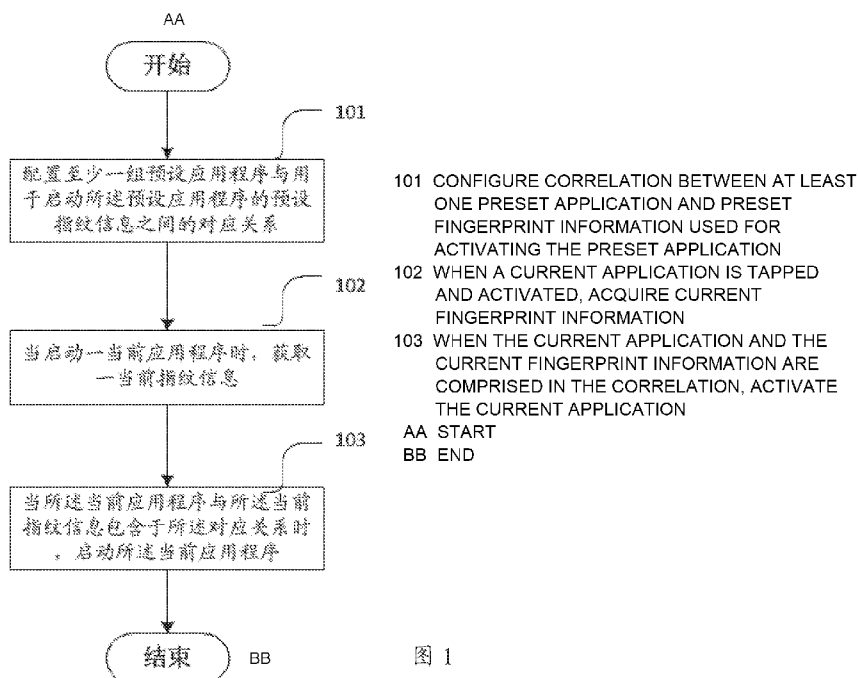 AA
开始
101
配置至少一组预设应用程序与用
于启动所述预设应用程序的预设
指纹信息之间的对应关系
102
当启动一当前应用程序时，获取
一当前指纹信息
103
当所述当前应用程序与所述当前
指纹信息包含于所述对应关系时
，启动所述当前应用程序
结束
BB
101 CONFIGURE CORRELATION BETWEEN AT LEAST
ONE PRESET APPLICATION AND PRESET
FINGERPRINT INFORMATION USED FOR
ACTIVATING THE PRESET APPLICATION
102 WHEN A CURRENT APPLICATION IS TAPPED
AND ACTIVATED, ACQUIRE CURRENT
FINGERPRINT INFORMATION
103 WHEN THE CURRENT APPLICATION AND THE
CURRENT FINGERPRINT INFORMATION ARE
COMPRISED IN THE CORRELATION, ACTIVATE
THE CURRENT APPLICATION
AA START
BB END
图 1